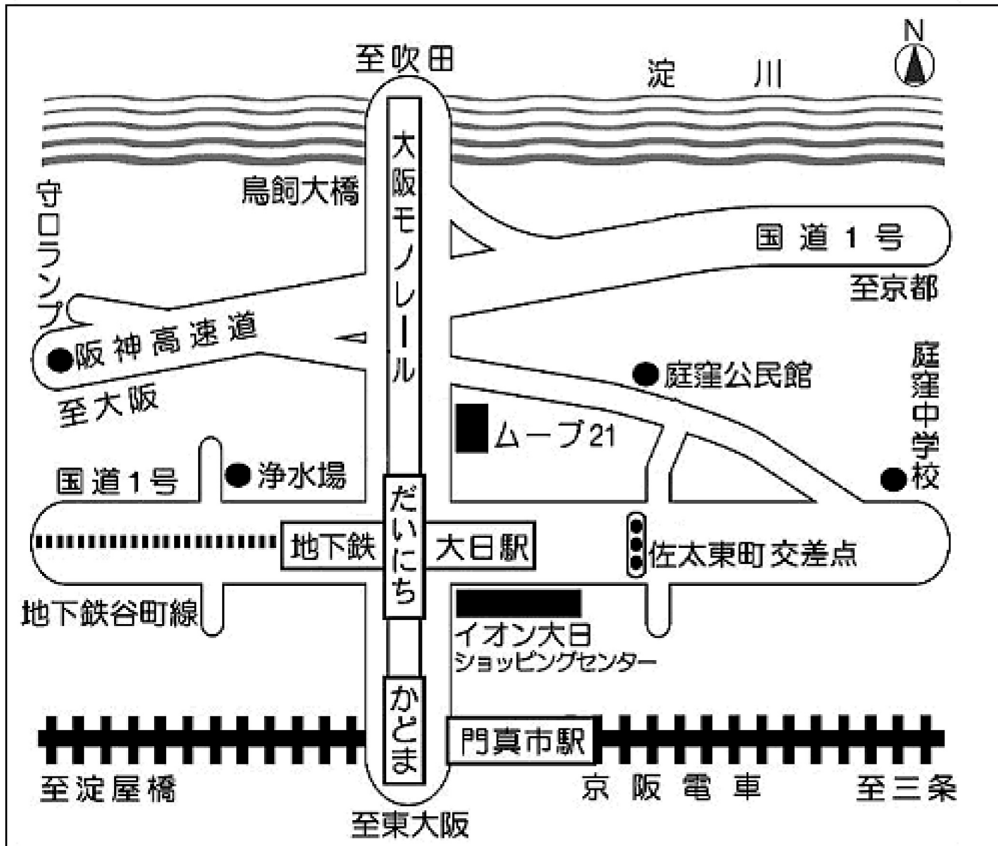 N
至吹田
淀川
大阪モノレール
鳥飼大橋
守口ランプ
国道1号
至京都
阪神高速道
至大阪
庭窪公民館
庭窪中学校
ムーブ21
国道1号
浄水場
だいにち
地下鉄
大日駅
佐太東町交差点
地下鉄谷町線
イオン大日
ショッピングセンター
かどま
門真市駅
至淀屋橋
京阪電車
至三条
至東大阪